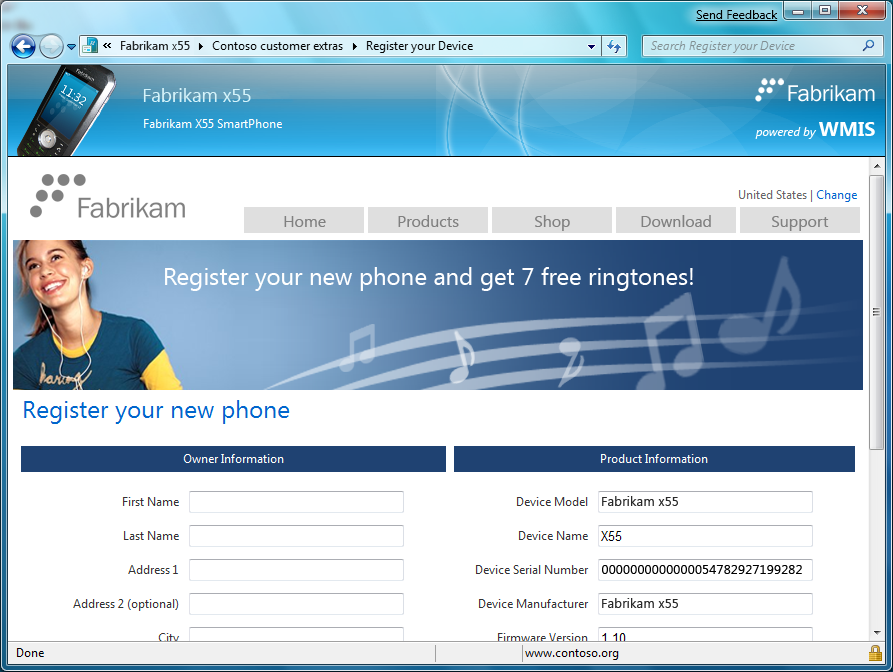 Send Feedback
« Fabrikam x55 ▸ Contoso customer extras ▸ Register your Device
Search Register your Device
Fabrikam
11:32
Fabrikam x55
Fabrikam X55 SmartPhone
Fabrikam
powered by WMIS
Fabrikam
United States | Change
Home Products Shop Download Support
Register your new phone and get 7 free ringtones!
Register your new phone
Owner Information
First Name
Last Name
Address 1
Address 2 (optional)
City
Product Information
Device Model Fabrikam x55
Device Name X55
Device Serial Number 0000000000000054782927199282
Device Manufacturer Fabrikam x55
Firmware Version 1.10
Done www.contoso.org